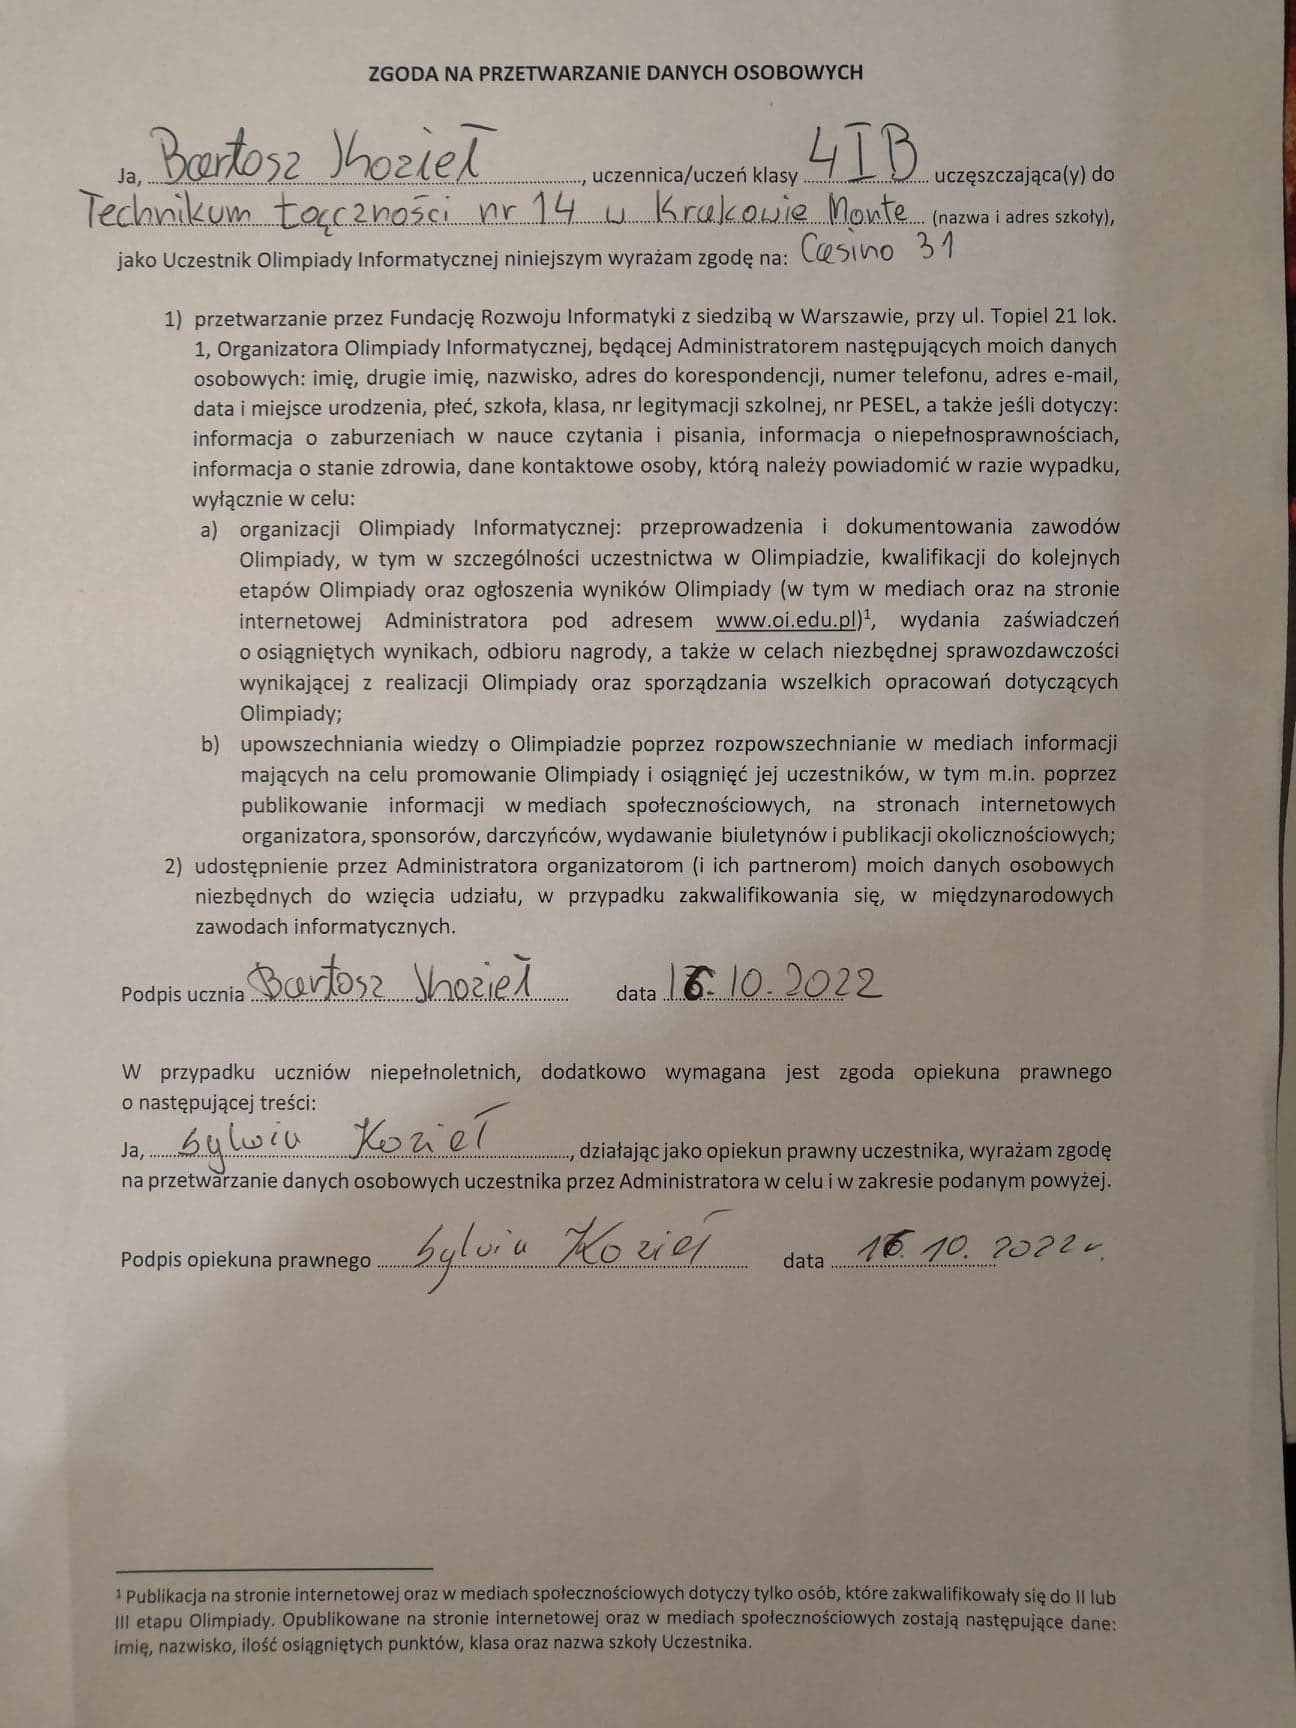 ZGODA NA PRZETWARZANIE DANYCH OSOBOWYCH
Ja, Bartosz Kozieł, uczennica/uczeń klasy 4IB uczęszczająca(y) do
Technikum Łączności nr 14 w Krakowie Monte (nazwa i adres szkoły),
jako Uczestnik Olimpiady Informatycznej niniejszym wyrażam zgodę na: Casino 31
1) przetwarzanie przez Fundację Rozwoju Informatyki z siedzibą w Warszawie, przy ul. Topiel 21 lok.
1, Organizatora Olimpiady Informatycznej, będącej Administratorem następujących moich danych
osobowych: imię, drugie imię, nazwisko, adres do korespondencji, numer telefonu, adres e-mail,
data i miejsce urodzenia, płeć, szkoła, klasa, nr legitymacji szkolnej, nr PESEL, a także jeśli dotyczy:
informacja o zaburzeniach w nauce czytania i pisania, informacja o niepełnosprawnościach,
informacja o stanie zdrowia, dane kontaktowe osoby, którą należy powiadomić w razie wypadku,
wyłącznie w celu:
a) organizacji Olimpiady Informatycznej: przeprowadzenia i dokumentowania zawodów
Olimpiady, w tym w szczególności uczestnictwa w Olimpiadzie, kwalifikacji do kolejnych
etapów Olimpiady oraz ogłoszenia wyników Olimpiady (w tym w mediach oraz na stronie
internetowej Administratora pod adresem www.oi.edu.pl)¹, wydania zaświadczeń
o osiągniętych wynikach, odbioru nagrody, a także w celach niezbędnej sprawozdawczości
wynikającej z realizacji Olimpiady oraz sporządzania wszelkich opracowań dotyczących
Olimpiady;
b) upowszechniania wiedzy o Olimpiadzie poprzez rozpowszechnianie w mediach informacji
mających na celu promowanie Olimpiady i osiągnięć jej uczestników, w tym m.in. poprzez
publikowanie informacji w mediach społecznościowych, na stronach internetowych
organizatora, sponsorów, darczyńców, wydawanie biuletynów i publikacji okolicznościowych;
2) udostępnienie przez Administratora organizatorom (i ich partnerom) moich danych osobowych
niezbędnych do wzięcia udziału, w przypadku zakwalifikowania się, w międzynarodowych
zawodach informatycznych.
Podpis ucznia Bartosz Kozieł data 16.10.2022
W przypadku uczniów niepełnoletnich, dodatkowo wymagana jest zgoda opiekuna prawnego
o następującej treści:
Ja, Sylwia Kozieł, działając jako opiekun prawny uczestnika, wyrażam zgodę
na przetwarzanie danych osobowych uczestnika przez Administratora w celu i w zakresie podanym powyżej.
Podpis opiekuna prawnego Sylwia Kozieł data 16.10.2022 r.
¹ Publikacja na stronie internetowej oraz w mediach społecznościowych dotyczy tylko osób, które zakwalifikowały się do II lub
III etapu Olimpiady. Opublikowane na stronie internetowej oraz w mediach społecznościowych zostają następujące dane:
imię, nazwisko, ilość osiągniętych punktów, klasa oraz nazwa szkoły Uczestnika.